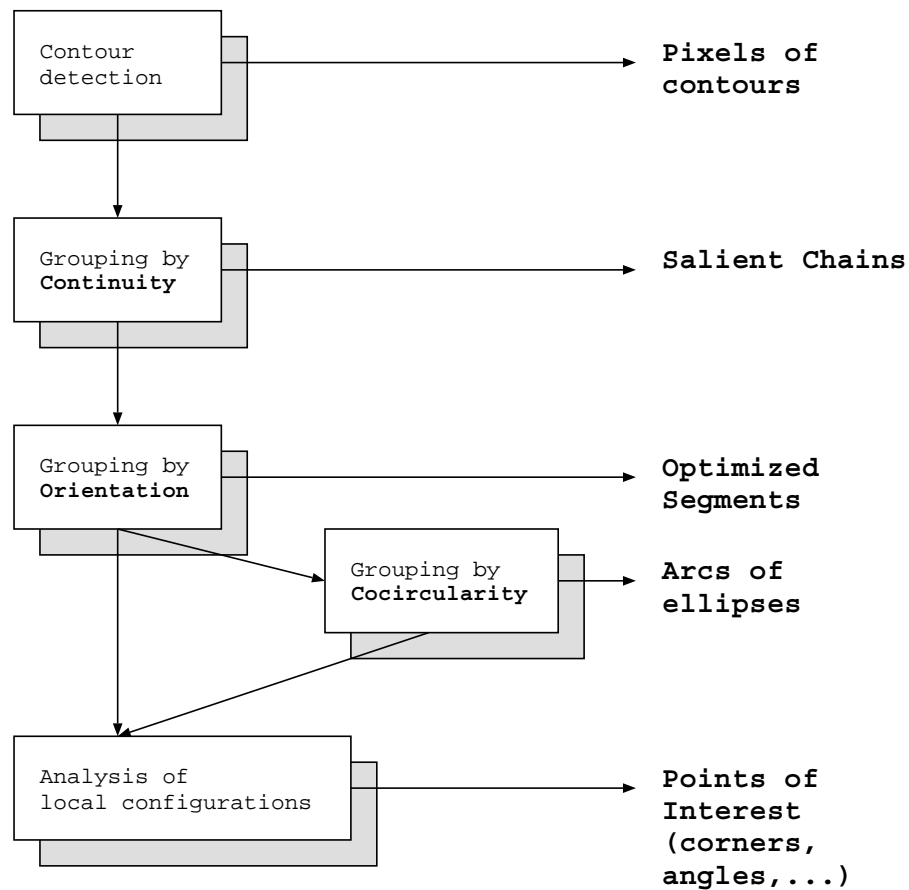 Contour
detection
Pixels of
contours
Grouping by
Continuity
Salient Chains
Grouping by
Orientation
Optimized
Segments
Grouping by
Cocircularity
Arcs of
ellipses
Analysis of
local configurations
Points of
Interest
(corners,
angles,...)